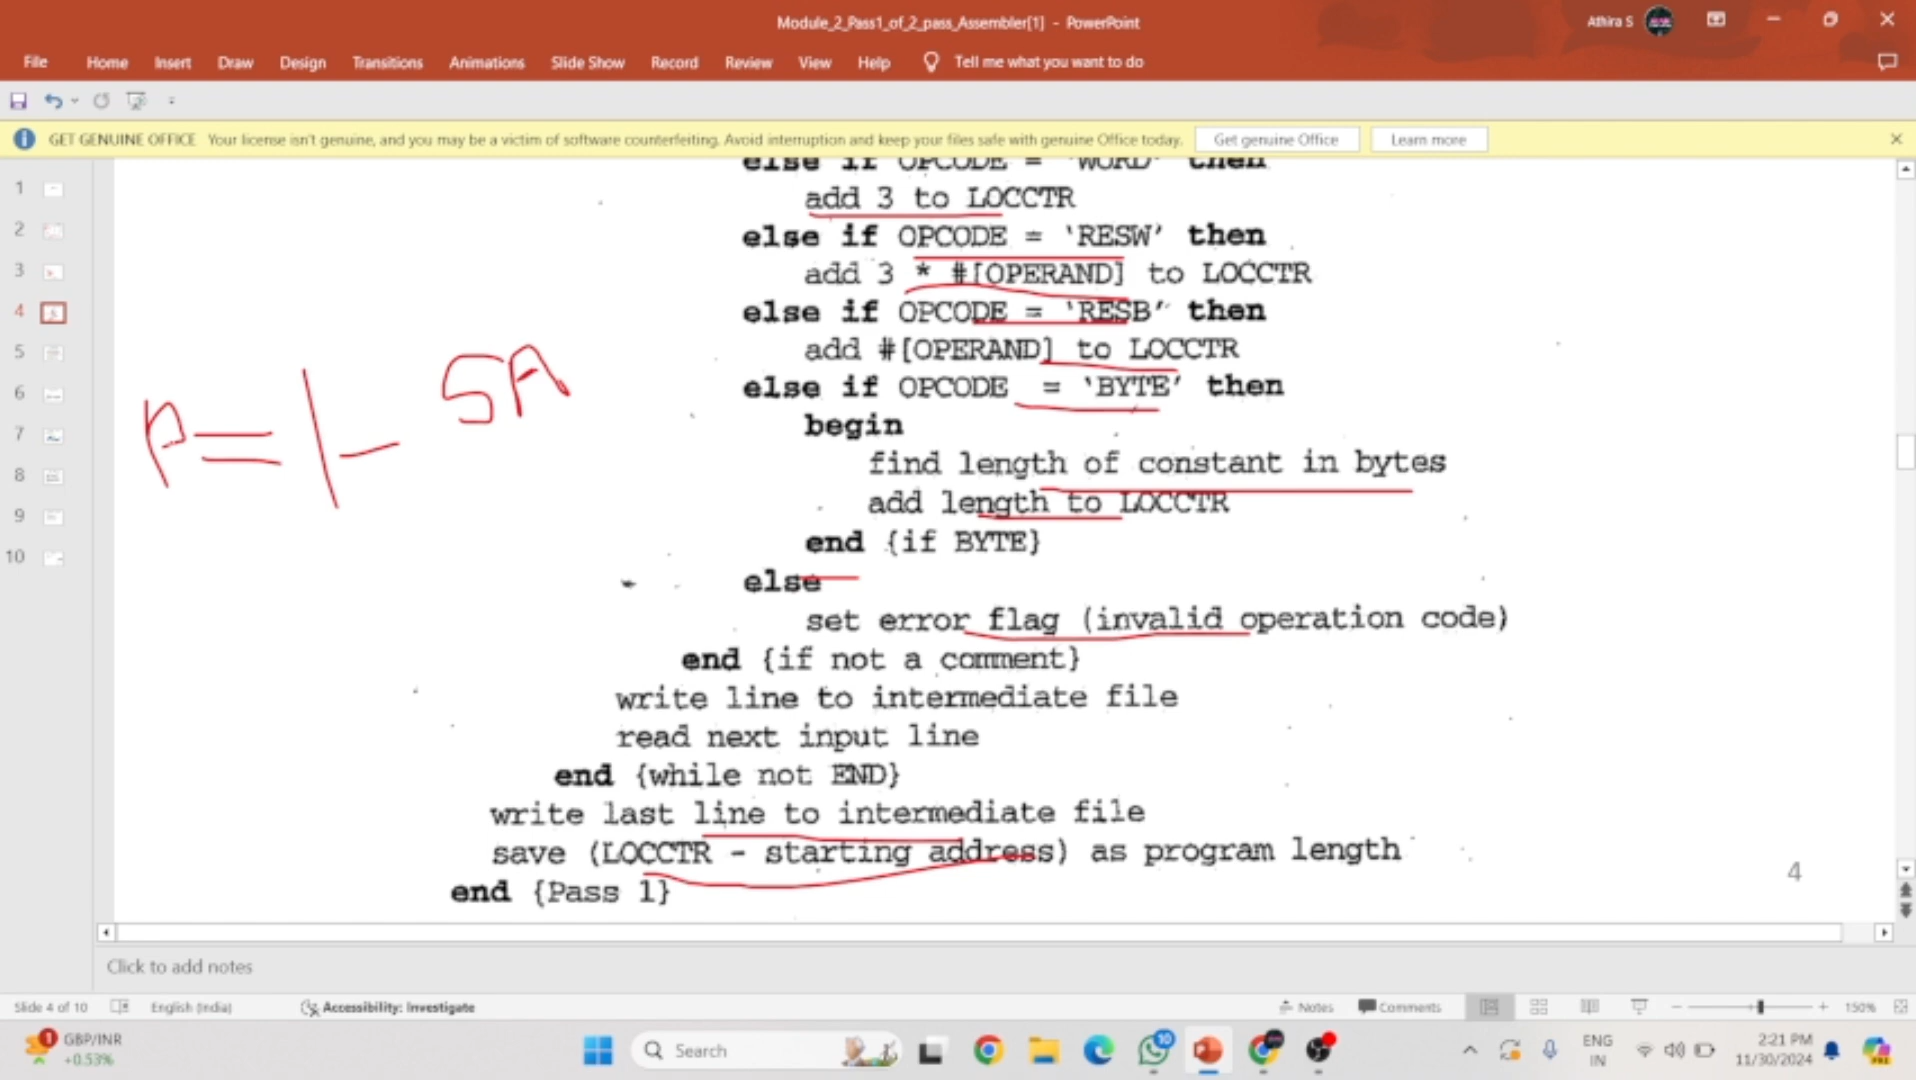 Module_2_Pass1_of_2_pass_Assembler[1] - PowerPoint
Athira S
File Home Insert Draw Design Transitions Animations Slide Show Record Review View Help Tell me what you want to do
GET GENUINE OFFICE Your license isn't genuine, and you may be a victim of software counterfeiting. Avoid interruption and keep your files safe with genuine Office today. Get genuine Office Learn more
else if OPCODE = 'WORD' then
add 3 to LOCCTR
else if OPCODE = 'RESW' then
add 3 * #[OPERAND] to LOCCTR
else if OPCODE = 'RESB' then
add #[OPERAND] to LOCCTR
else if OPCODE = 'BYTE' then
begin
find length of constant in bytes
add length to LOCCTR
end {if BYTE}
else
set error flag (invalid operation code)
end {if not a comment}
write line to intermediate file
read next input line
end {while not END}
write last line to intermediate file
save (LOCCTR - starting address) as program length
end {Pass 1}
4
SA
1
2
3
4
5
6
7
8
9
10
Click to add notes
Slide 4 of 10 English (India) Accessibility: Investigate Notes Comments 150%
GBP/INR
+0.53%
Search
10
ENG
IN
2:21 PM
11/30/2024